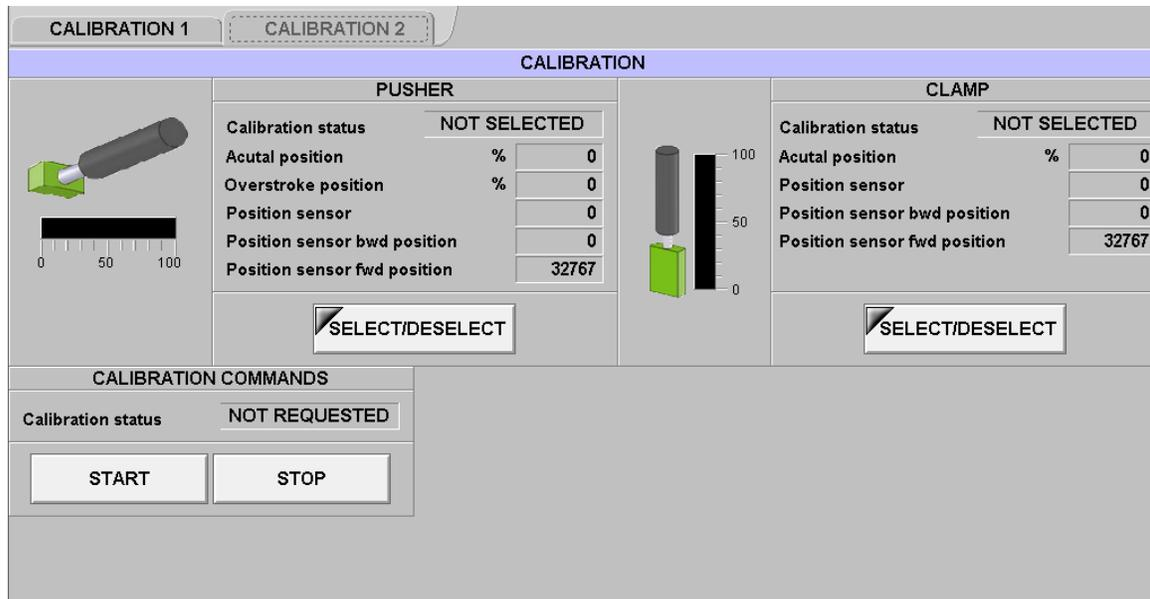 CALIBRATION 1
CALIBRATION 2
CALIBRATION
PUSHER
Calibration status NOT SELECTED
Acutal position % 0
Overstroke position % 0
Position sensor 0
Position sensor bwd position 0
Position sensor fwd position 32767
0 50 100
SELECT/DESELECT
100
50
0
CLAMP
Calibration status NOT SELECTED
Acutal position % 0
Position sensor 0
Position sensor bwd position 0
Position sensor fwd position 32767
SELECT/DESELECT
CALIBRATION COMMANDS
Calibration status NOT REQUESTED
START
STOP